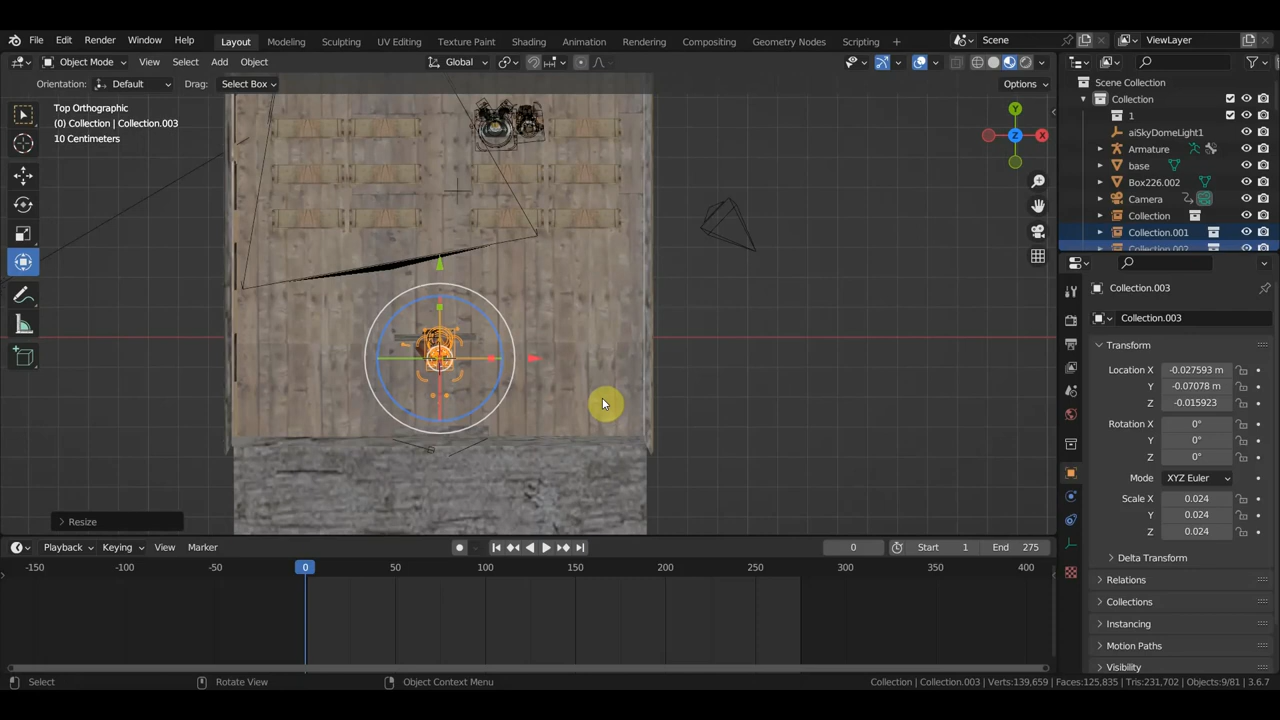 File Edit Render Window Help Layout Modeling Sculpting UV Editing Texture Paint Shading Animation Rendering Compositing Geometry Nodes Scripting + Scene ViewLayer
Object Mode View Select Add Object Global
Orientation: Default Drag: Select Box Options
Top Orthographic
(0) Collection | Collection.003
10 Centimeters
Y
X
Z
Resize
Scene Collection
Collection
1
aiSkyDomeLight1
Armature
base
Box226.002
Camera
Collection
Collection.001
Collection.002
Collection.003
Collection.003
Transform
Location X -0.027593 m
Y -0.07078 m
Z -0.015923
Rotation X 0°
Y 0°
Z 0°
Mode XYZ Euler
Scale X 0.024
Y 0.024
Z 0.024
Delta Transform
Relations
Collections
Instancing
Motion Paths
Visibility
Playback Keying View Marker 0 Start 1 End 275
-150 -100 -50 0 50 100 150 200 250 300 350 400
Select Rotate View Object Context Menu Collection | Collection.003 | Verts:139,659 | Faces:125,835 | Tris:231,702 | Objects:9/81 | 3.6.7